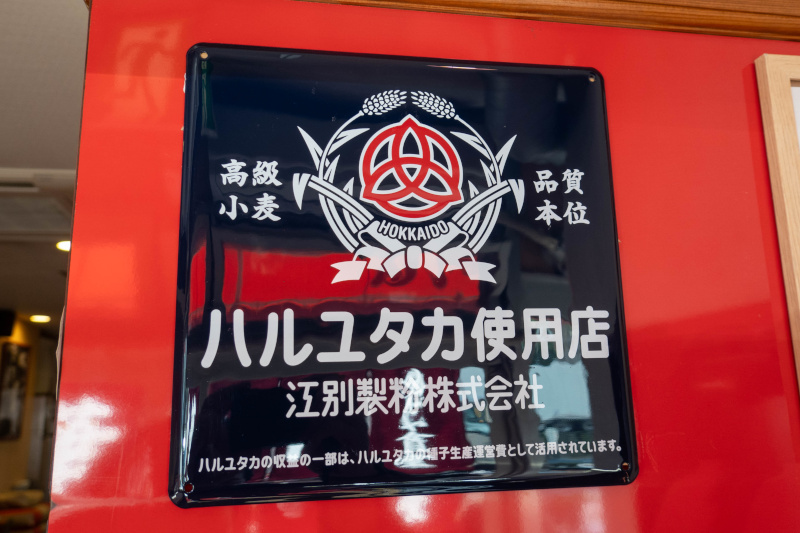 高級
小麦
品質
本位
HOKKAIDO
ハルユタカ使用店
江別製粉株式会社
ハルユタカの収益の一部は、ハルユタカの種子生産運営費として活用されています。